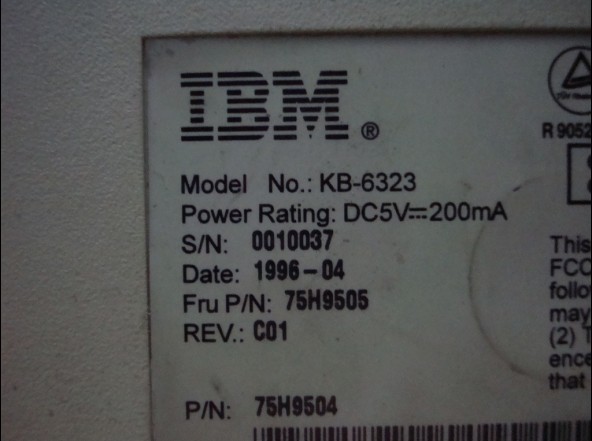 IBM®
Model No.: KB-6323
Power Rating: DC5V⎓200mA
S/N: 0010037
Date: 1996-04
Fru P/N: 75H9505
REV.: C01
P/N: 75H9504
R 9052
This
FCC
follo
may
(2) T
ence
that